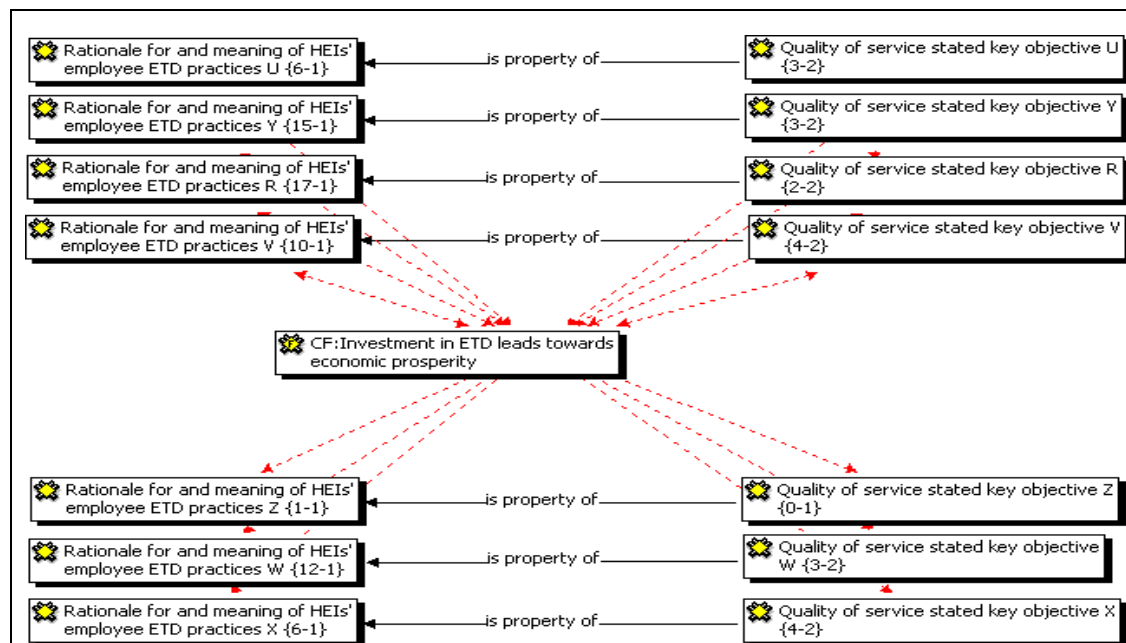 Rationale for and meaning of HEIs'
employee ETD practices U {6-1}
is property of
Quality of service stated key objective U
{3-2}
Rationale for and meaning of HEIs'
employee ETD practices Y {15-1}
is property of
Quality of service stated key objective Y
{3-2}
Rationale for and meaning of HEIs'
employee ETD practices R {17-1}
is property of
Quality of service stated key objective R
{2-2}
Rationale for and meaning of HEIs'
employee ETD practices V {10-1}
is property of
Quality of service stated key objective V
{4-2}
CF:Investment in ETD leads towards
economic prosperity
Rationale for and meaning of HEIs'
employee ETD practices Z {1-1}
is property of
Quality of service stated key objective Z
{0-1}
Rationale for and meaning of HEIs'
employee ETD practices W {12-1}
is property of
Quality of service stated key objective
W {3-2}
Rationale for and meaning of HEIs'
employee ETD practices X {6-1}
is property of
Quality of service stated key objective X
{4-2}